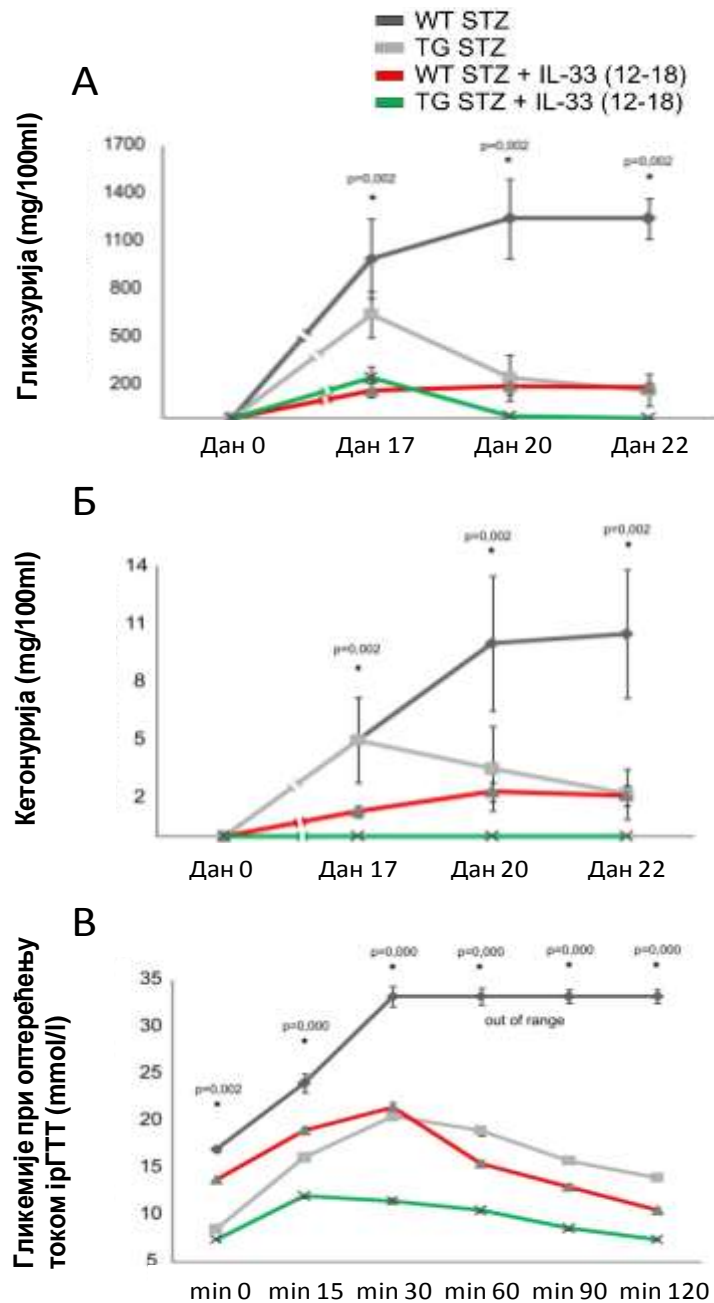 WT STZ
TG STZ
WT STZ + IL-33 (12-18)
TG STZ + IL-33 (12-18)
А
Гликозурија (mg/100ml)
1700
1400
1100
800
500
200
p=0,002
*
p=0,002
*
p=0,002
*
Дан 0 Дан 17 Дан 20 Дан 22
Б
Кетонурија (mg/100ml)
14
11
5
2
p=0,002
*
p=0,002
*
p=0,002
*
Дан 0 Дан 17 Дан 20 Дан 22
В
Гликемије при оптерећењу
током ipГТТ (mmol/l)
35
33
25
20
15
10
5
p=0,002
*
p=0,000
*
p=0,000
*
p=0,000
*
p=0,000
*
p=0,000
*
out of range
min 0 min 15 min 30 min 60 min 90 min 120